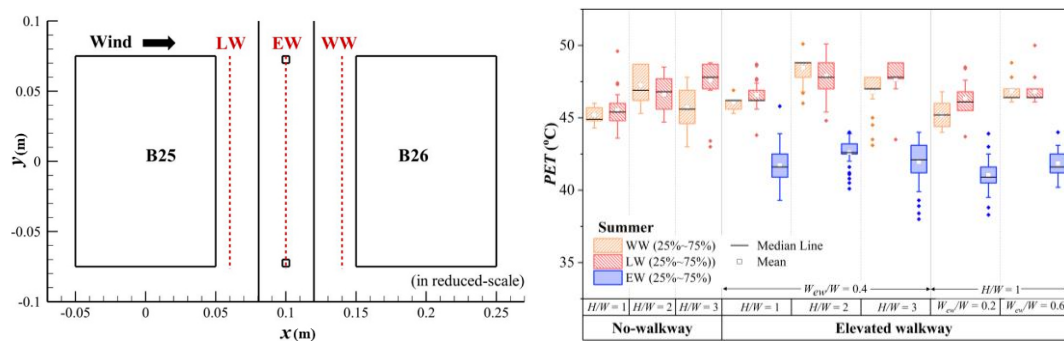 0.1
0.05
0
-0.05
-0.1
y(m)
Wind
LW
EW
WW
B25
B26
(in reduced-scale)
-0.05
0
0.05
0.1
0.15
0.2
0.25
x(m)
50
45
40
35
PET (°C)
Summer
WW (25%~75%)
LW (25%~75%))
EW (25%~75%)
Median Line
Mean
W_ew/W = 0.4
H/W = 1
H/W = 1
H/W = 2
H/W = 3
H/W = 1
H/W = 2
H/W = 3
W_ew/W = 0.2
W_ew/W = 0.6
No-walkway
Elevated walkway